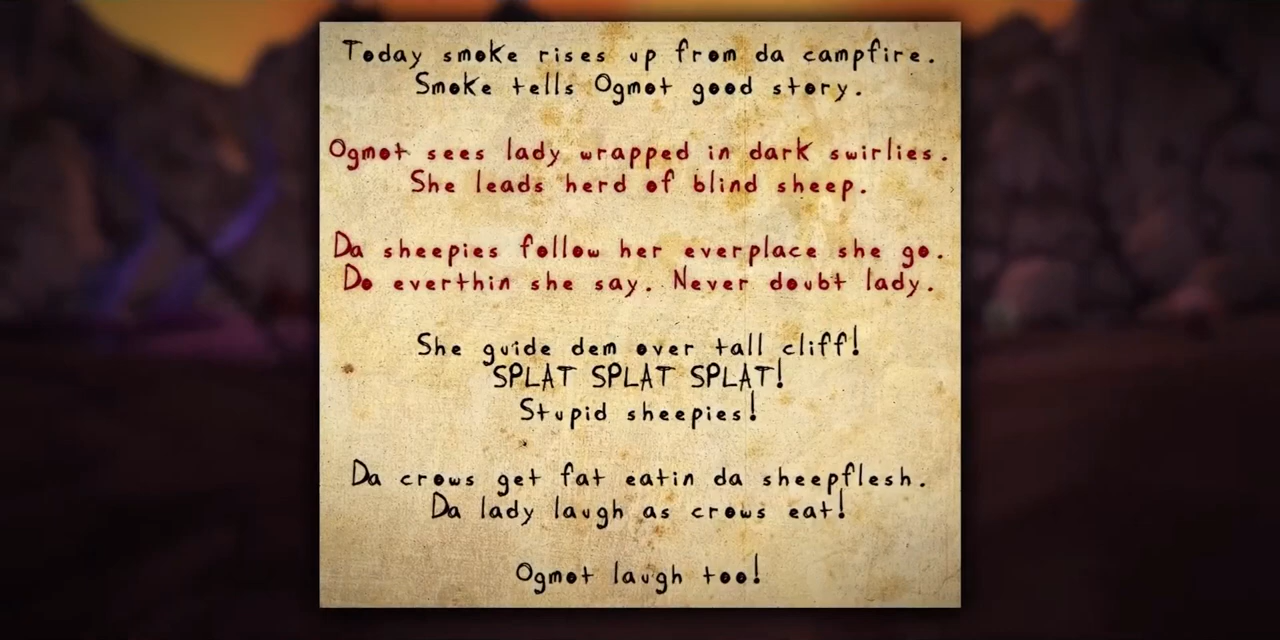 Today smoke rises up from da campfire.
Smoke tells Ogmot good story.
Ogmot sees lady wrapped in dark swirlies.
She leads herd of blind sheep.
Da sheepies follow her everplace she go.
Do everthin she say. Never doubt lady.
She guide dem over tall cliff!
SPLAT SPLAT SPLAT!
Stupid sheepies!
Da crows get fat eatin da sheepflesh.
Da lady laugh as crows eat!
Ogmot laugh too!